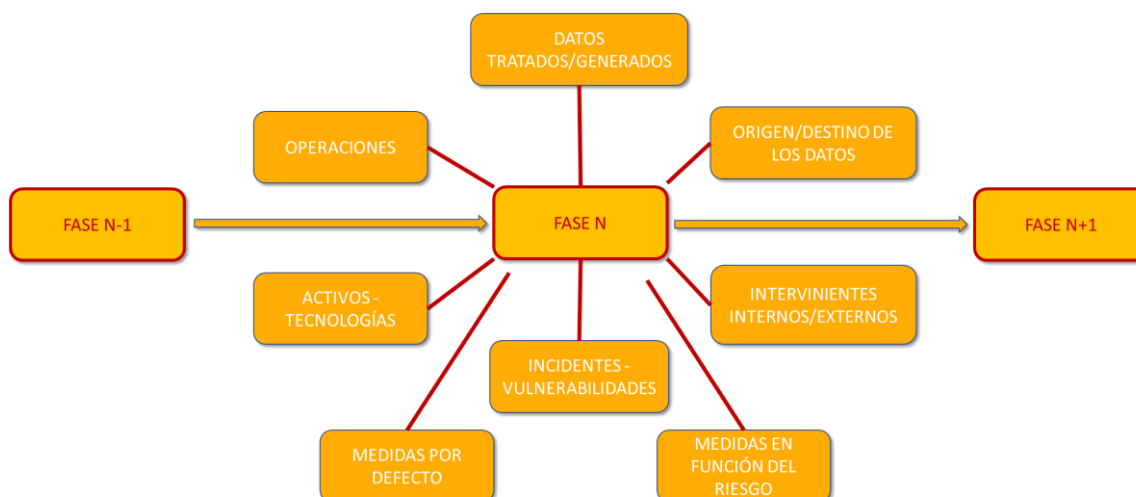 DATOS
TRATADOS/GENERADOS
OPERACIONES
ORIGEN/DESTINO DE
LOS DATOS
FASE N-1
FASE N
FASE N+1
ACTIVOS -
TECNOLOGÍAS
INTERVINIENTES
INTERNOS/EXTERNOS
INCIDENTES -
VULNERABILIDADES
MEDIDAS POR
DEFECTO
MEDIDAS EN
FUNCIÓN DEL
RIESGO